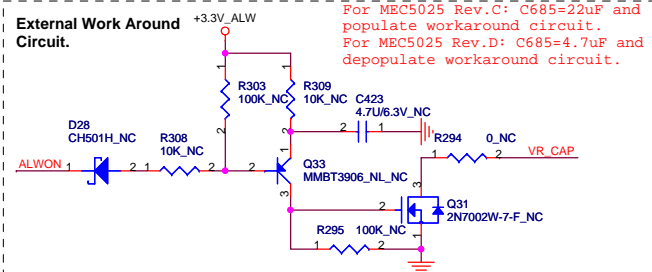 External Work Around
Circuit.
+3.3V_ALW
For MEC5025 Rev.C: C685=22uF and
populate workaround circuit.
For MEC5025 Rev.D: C685=4.7uF and
depopulate workaround circuit.
1
1
R303
100K_NC
R309
10K_NC
C423
4.7U/6.3V_NC
2
2
2
1
D28
CH501H_NC
R308
10K_NC
R294
0_NC
ALWON
1
2
1
2
2
1
Q33
MMBT3906_NL_NC
3
1
2
VR_CAP
3
2
Q31
2N7002W-7-F_NC
1
R295
100K_NC
1
2